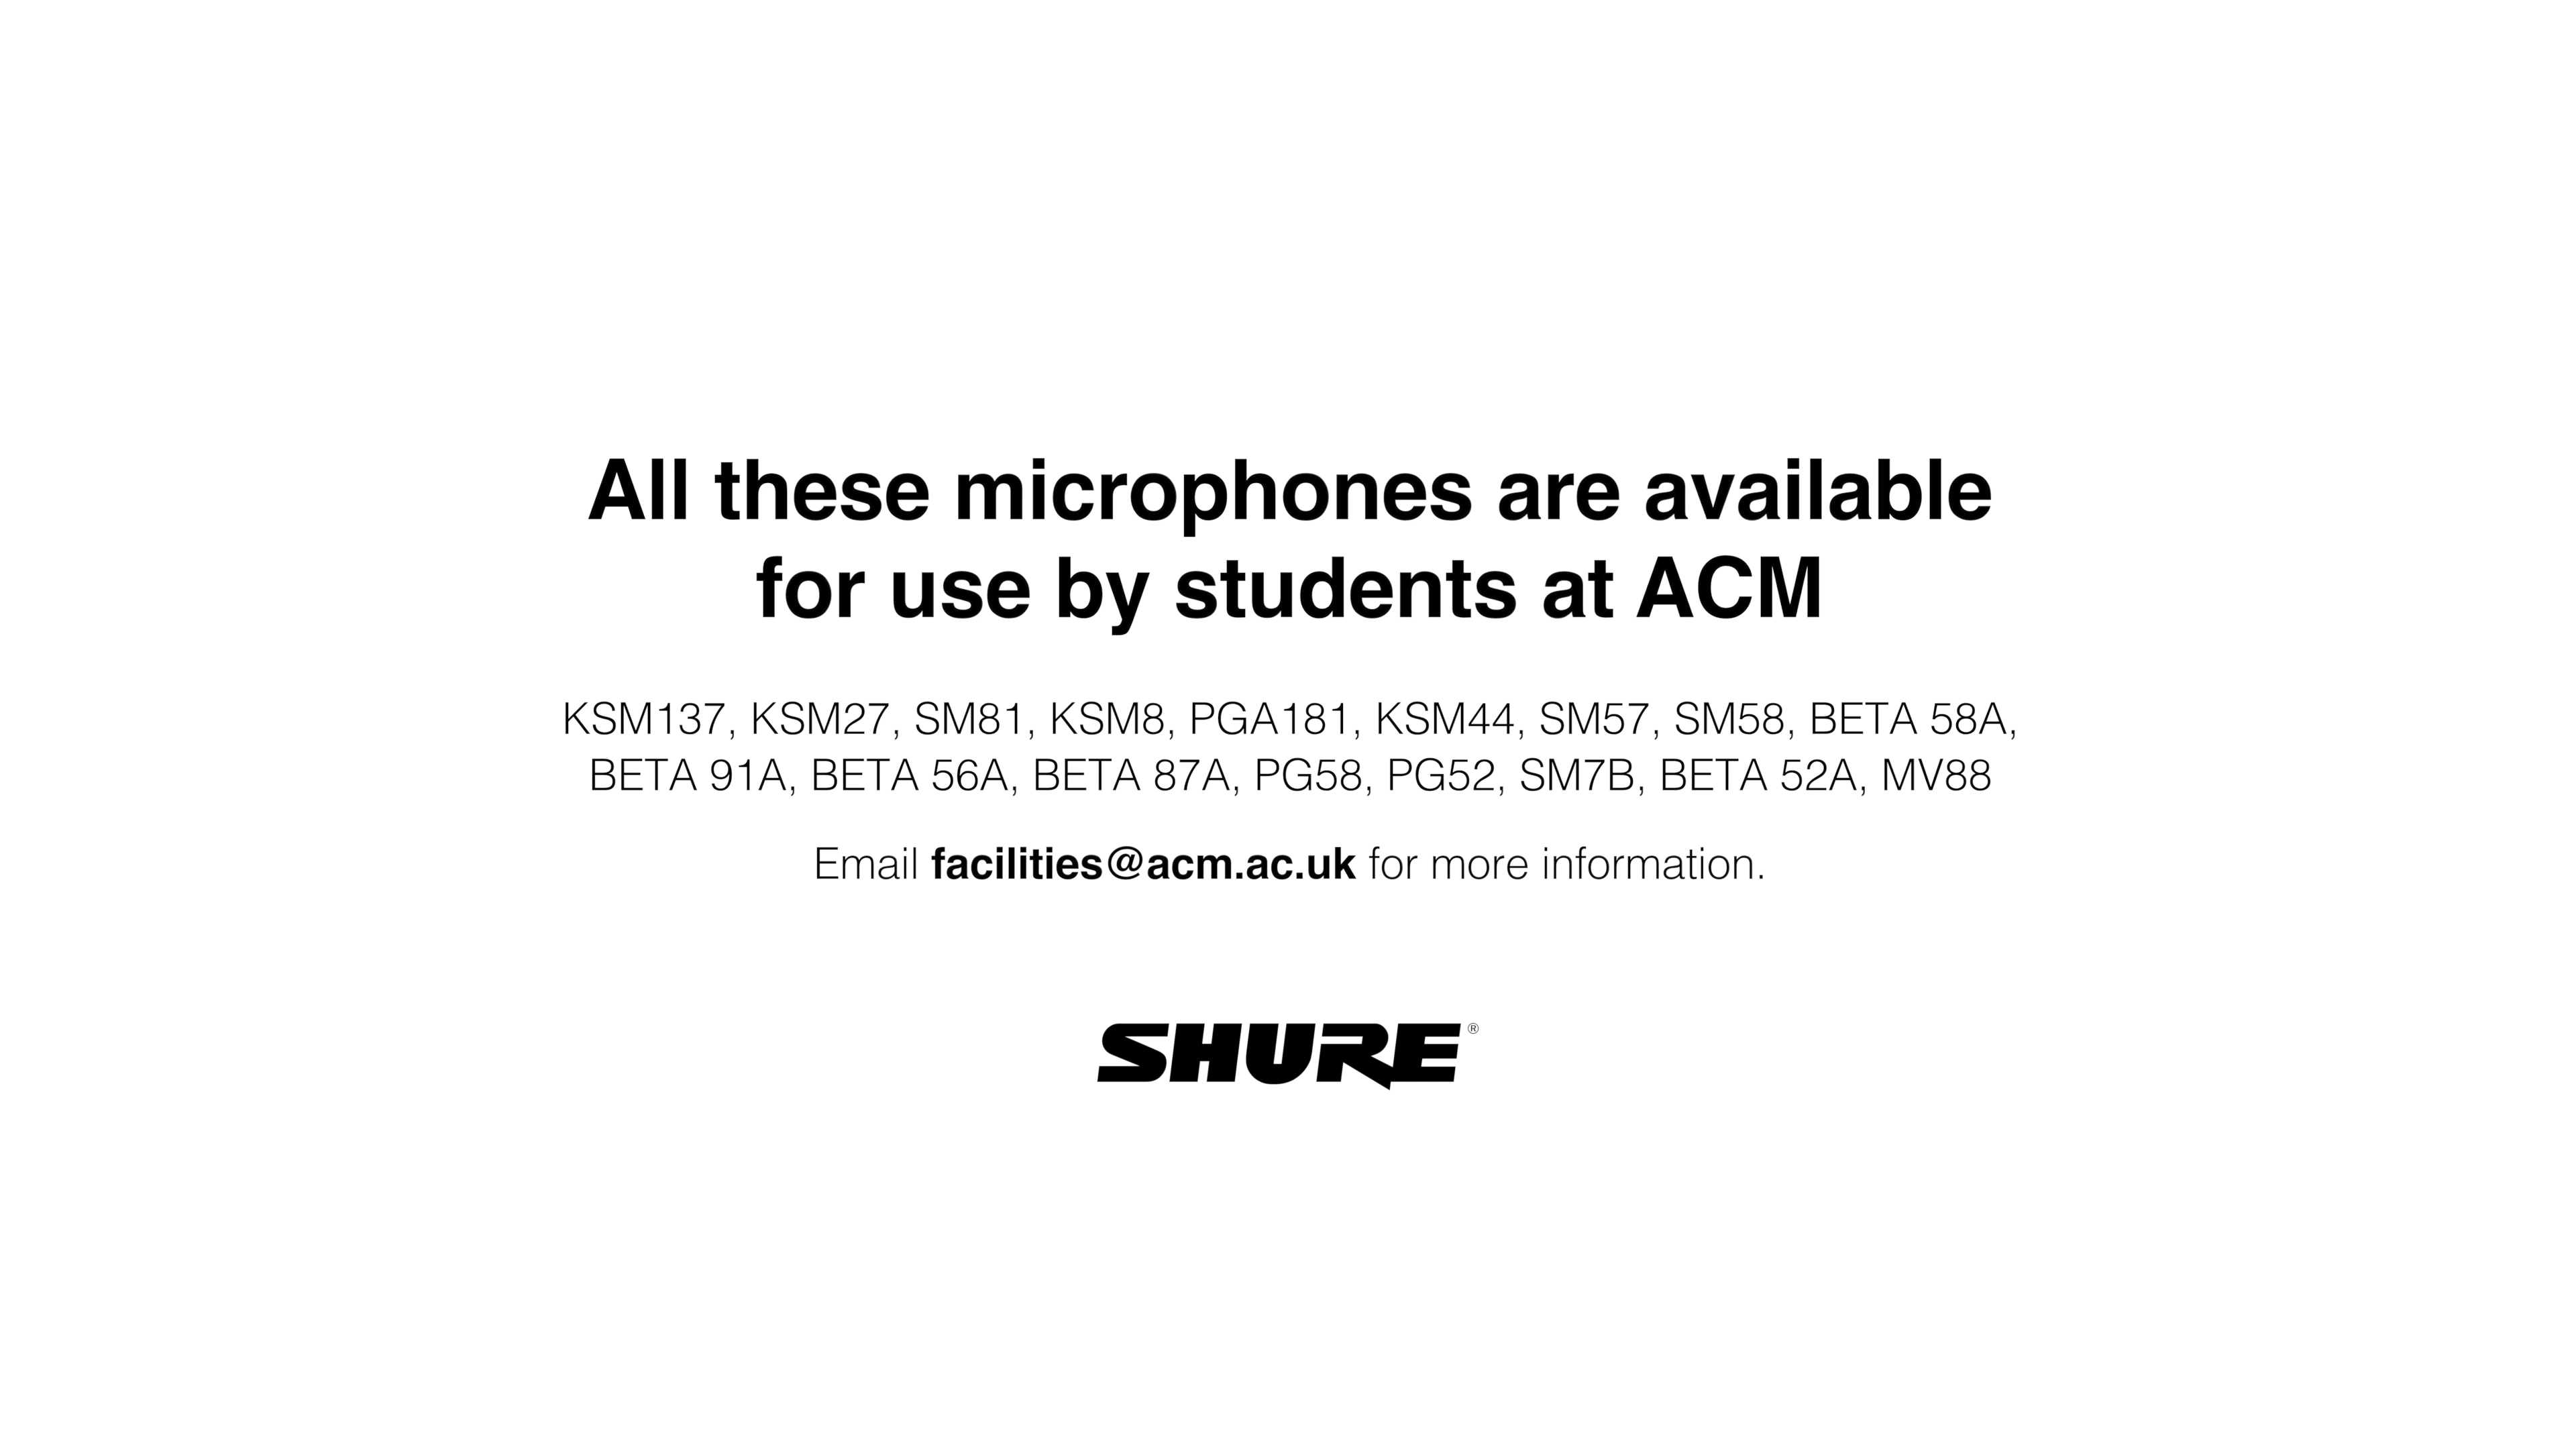 All these microphones are available
for use by students at ACM
KSM137, KSM27, SM81, KSM8, PGA181, KSM44, SM57, SM58, BETA 58A,
BETA 91A, BETA 56A, BETA 87A, PG58, PG52, SM7B, BETA 52A, MV88
Email facilities@acm.ac.uk for more information.
SHURE®